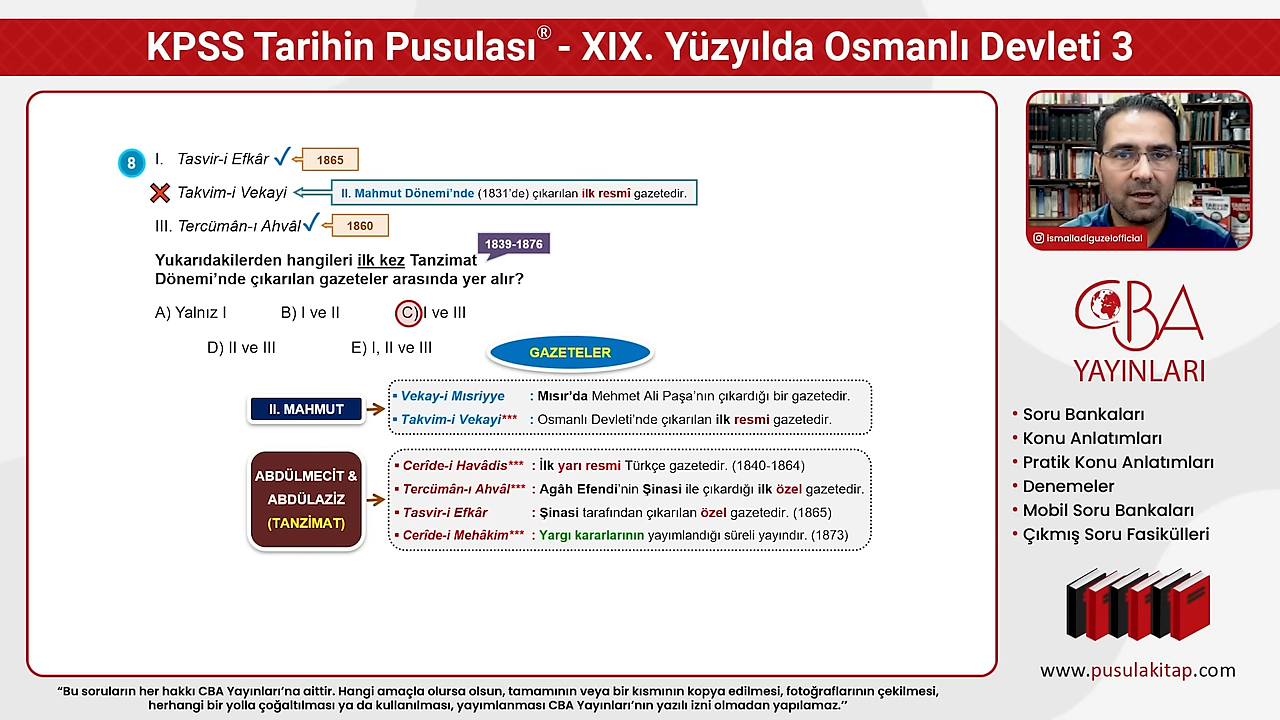 KPSS Tarihin Pusulası® - XIX. Yüzyılda Osmanlı Devleti 3
8
I. Tasvir-i Efkâr
1865
Takvim-i Vekayi
II. Mahmut Dönemi'nde (1831'de) çıkarılan ilk resmî gazetedir.
III. Tercümân-ı Ahvâl
1860
1839-1876
Yukarıdakilerden hangileri ilk kez Tanzimat
Dönemi'nde çıkarılan gazeteler arasında yer alır?
A) Yalnız I B) I ve II C) I ve III
D) II ve III E) I, II ve III
GAZETELER
II. MAHMUT
▪ Vekay-i Mısriyye : Mısır'da Mehmet Ali Paşa'nın çıkardığı bir gazetedir.
▪ Takvim-i Vekayi*** : Osmanlı Devleti'nde çıkarılan ilk resmi gazetedir.
ABDÜLMECİT &
ABDÜLAZİZ
(TANZİMAT)
▪ Cerîde-i Havâdis*** : İlk yarı resmi Türkçe gazetedir. (1840-1864)
▪ Tercümân-ı Ahvâl*** : Agâh Efendi'nin Şinasi ile çıkardığı ilk özel gazetedir.
▪ Tasvir-i Efkâr : Şinasi tarafından çıkarılan özel gazetedir. (1865)
▪ Cerîde-i Mehâkim*** : Yargı kararlarının yayımlandığı süreli yayındır. (1873)
ismailadiguzelofficial
CBA
YAYINLARI
• Soru Bankaları
• Konu Anlatımları
• Pratik Konu Anlatımları
• Denemeler
• Mobil Soru Bankaları
• Çıkmış Soru Fasikülleri
www.pusulakitap.com
“Bu soruların her hakkı CBA Yayınları’na aittir. Hangi amaçla olursa olsun, tamamının veya bir kısmının kopya edilmesi, fotoğraflarının çekilmesi,
herhangi bir yolla çoğaltılması ya da kullanılması, yayımlanması CBA Yayınları’nın yazılı izni olmadan yapılamaz.’’